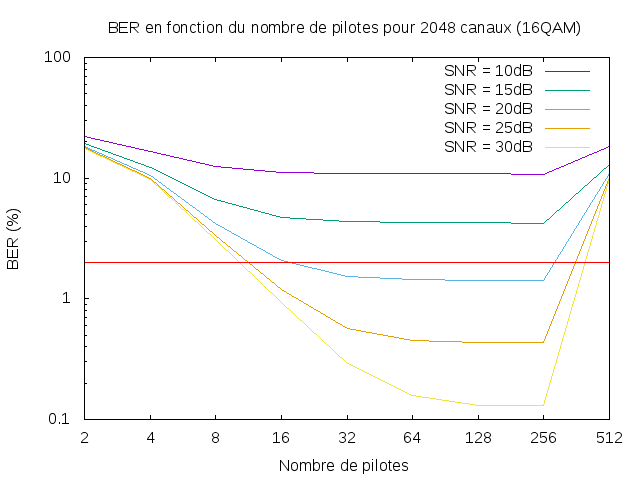 BER en fonction du nombre de pilotes pour 2048 canaux (16QAM)
100
10
1
0.1
BER (%)
SNR = 10dB
SNR = 15dB
SNR = 20dB
SNR = 25dB
SNR = 30dB
2 4 8 16 32 64 128 256 512
Nombre de pilotes